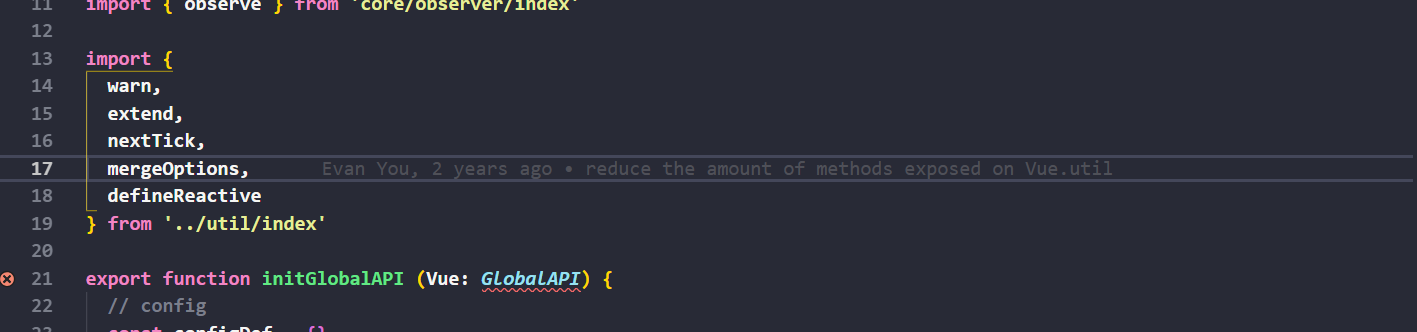 11 import { observe } from 'core/observer/index'
12
13 import {
14 warn,
15 extend,
16 nextTick,
17 mergeOptions, Evan You, 2 years ago • reduce the amount of methods exposed on Vue.util
18 defineReactive
19 } from '../util/index'
20
21 export function initGlobalAPI (Vue: GlobalAPI) {
22 // config
23 const configDef = {}